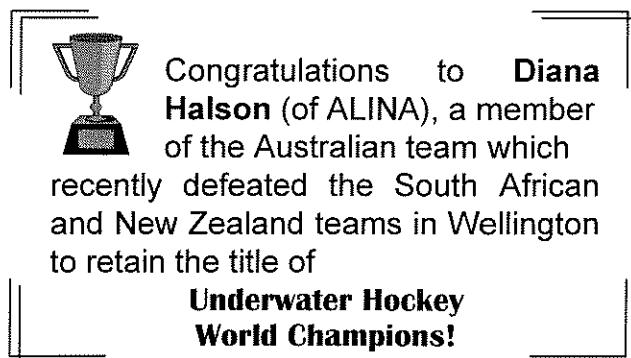 Congratulations to Diana
Halson (of ALINA), a member
of the Australian team which
recently defeated the South African
and New Zealand teams in Wellington
to retain the title of
Underwater Hockey
World Champions!